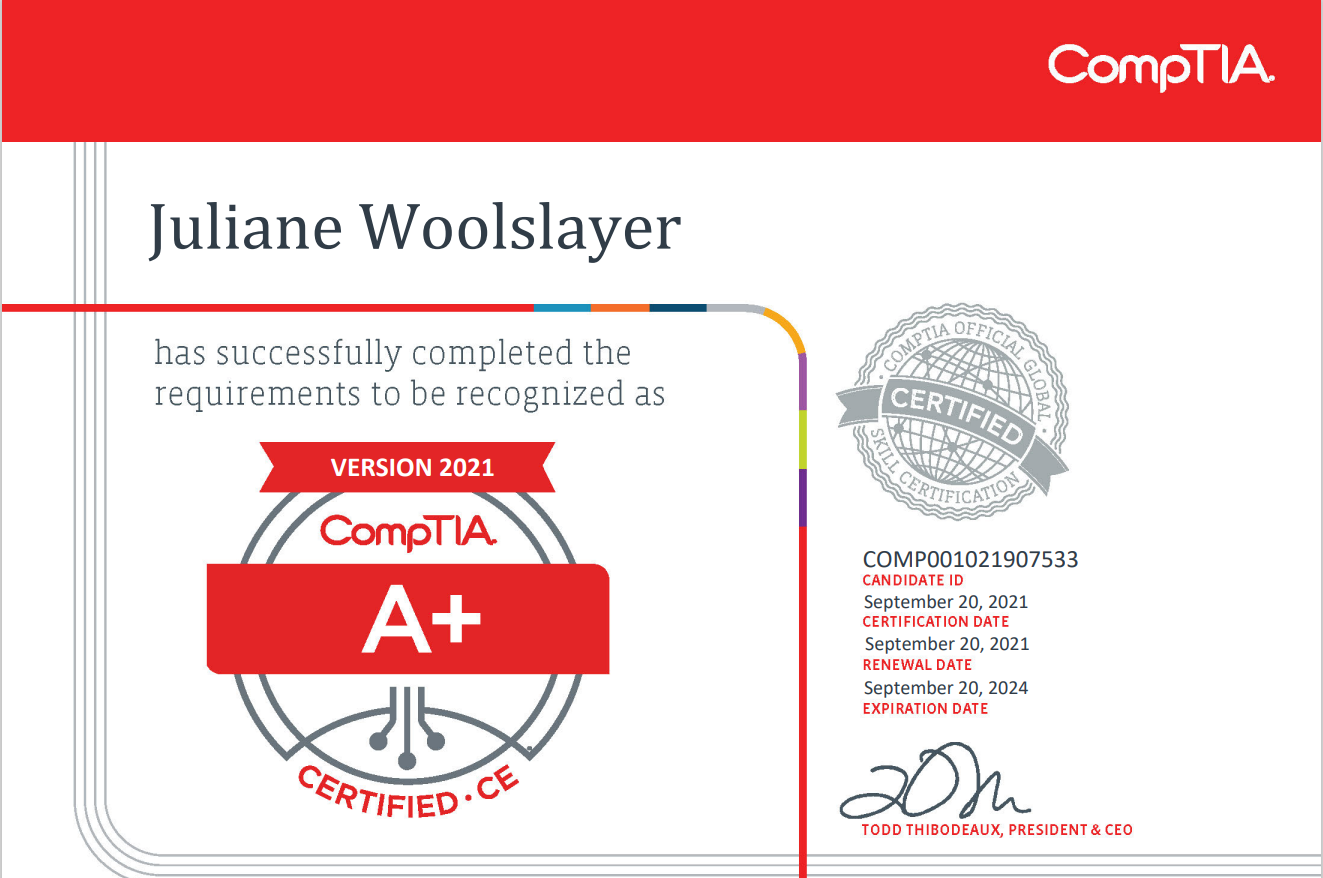 CompTIA.
Juliane Woolslayer
has successfully completed the
requirements to be recognized as
VERSION 2021
CompTIA.
A+
CERTIFIED · CE
COMPTIA OFFICIAL GLOBAL
CERTIFIED
SKILL CERTIFICATION
COMP001021907533
CANDIDATE ID
September 20, 2021
CERTIFICATION DATE
September 20, 2021
RENEWAL DATE
September 20, 2024
EXPIRATION DATE
TODD THIBODEAUX, PRESIDENT & CEO